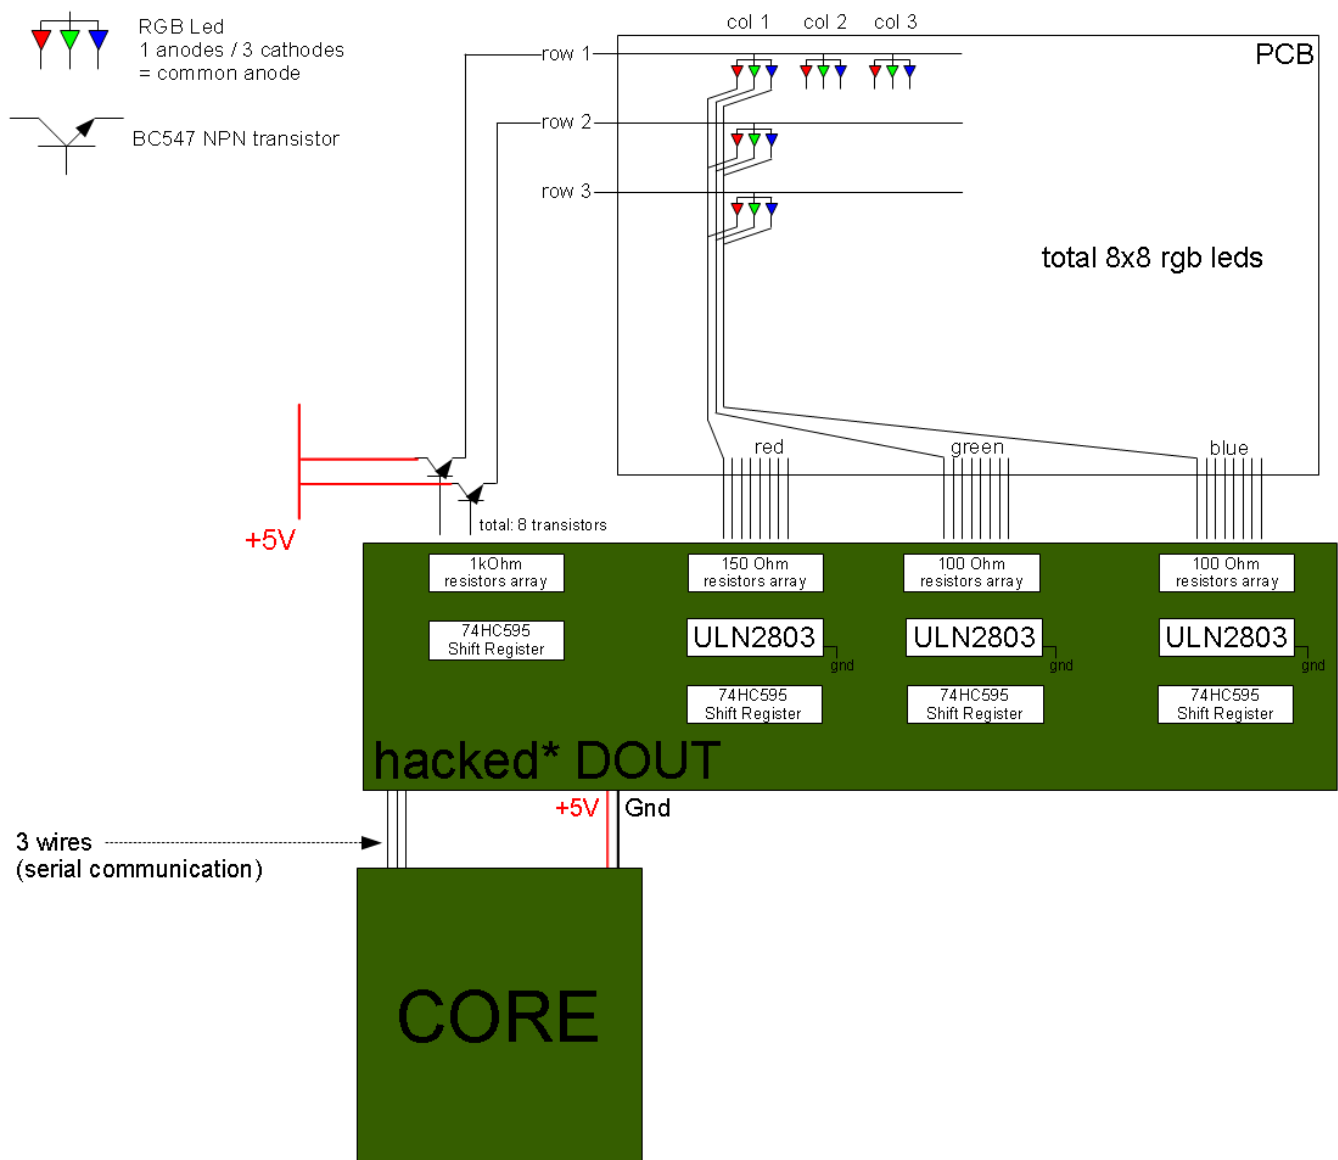 RGB Led
1 anodes / 3 cathodes
= common anode
BC547 NPN transistor
col 1 col 2 col 3
PCB
row 1
row 2
row 3
total 8x8 rgb leds
red green blue
+5V
total: 8 transistors
1kOhm
resistors array
150 Ohm
resistors array
100 Ohm
resistors array
100 Ohm
resistors array
74HC595
Shift Register
ULN2803
gnd
ULN2803
gnd
ULN2803
gnd
74HC595
Shift Register
74HC595
Shift Register
74HC595
Shift Register
hacked* DOUT
+5V Gnd
3 wires
(serial communication)
CORE